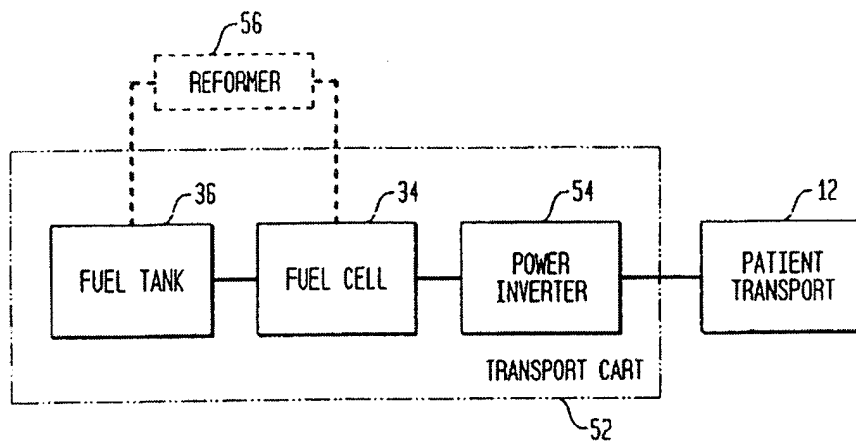 56
REFORMER
36
34
54
12
FUEL TANK
FUEL CELL
POWER
INVERTER
PATIENT
TRANSPORT
TRANSPORT CART
52